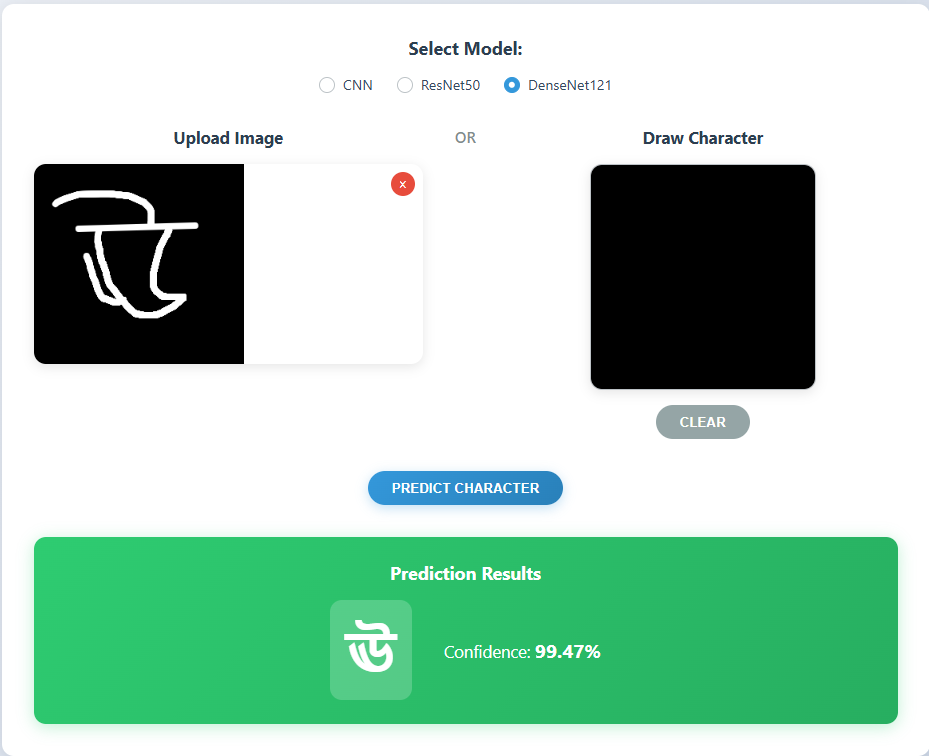 Select Model:
CNN ResNet50 DenseNet121
Upload Image
OR
Draw Character
ঊ
x
CLEAR
PREDICT CHARACTER
Prediction Results
ঊ
Confidence: 99.47%